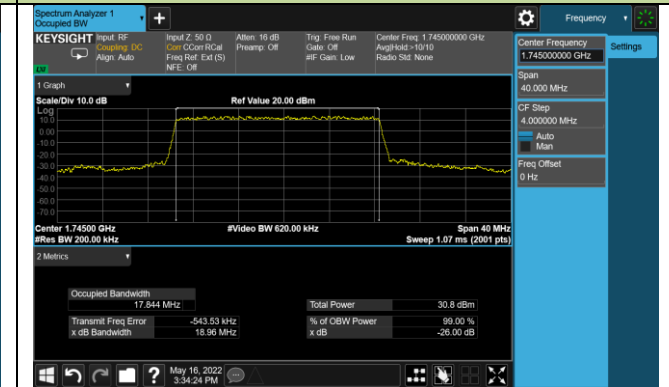 Spectrum Analyzer 1
Occupied BW
+
Frequency
KEYSIGHT
Input: RF
Coupling: DC
Align: Auto
Input Z: 50 Ω
Corr CCorr RCal
Freq Ref: Ext (S)
NFE: Off
Atten: 16 dB
Preamp: Off
Trig: Free Run
Gate: Off
#IF Gain: Low
Center Freq: 1.745000000 GHz
Avg|Hold:>10/10
Radio Std: None
Center Frequency
1.745000000 GHz
Settings
Span
40.000 MHz
CF Step
4.000000 MHz
Auto
Man
Freq Offset
0 Hz
1 Graph
Scale/Div 10.0 dB
Ref Value 20.00 dBm
Log
10.0
0.00
-10.0
-20.0
-30.0
-40.0
-50.0
-60.0
-70.0
Center 1.74500 GHz
#Video BW 620.00 kHz
Span 40 MHz
#Res BW 200.00 kHz
Sweep 1.07 ms (2001 pts)
2 Metrics
Occupied Bandwidth
17.844 MHz
Total Power
30.8 dBm
Transmit Freq Error
-543.53 kHz
% of OBW Power
99.00 %
x dB Bandwidth
18.96 MHz
x dB
-26.00 dB
?
May 16, 2022
3:34:24 PM